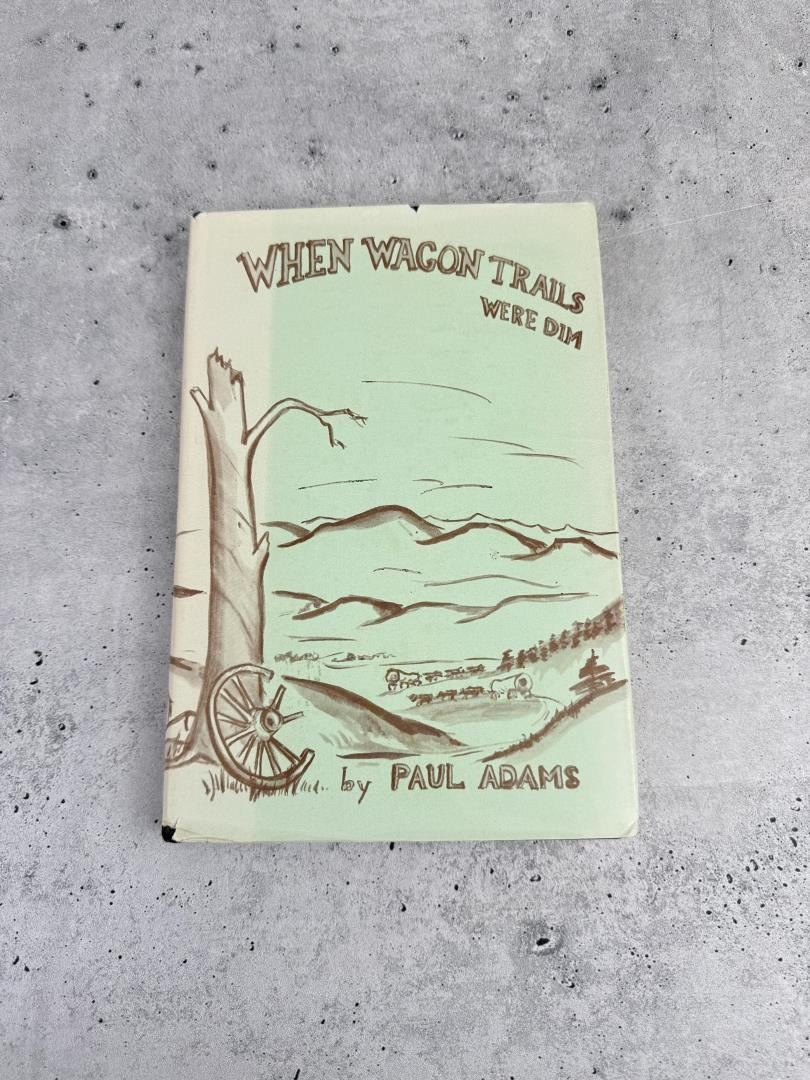 WHEN WAGON TRAILS
WERE DIM
by PAUL ADAMS